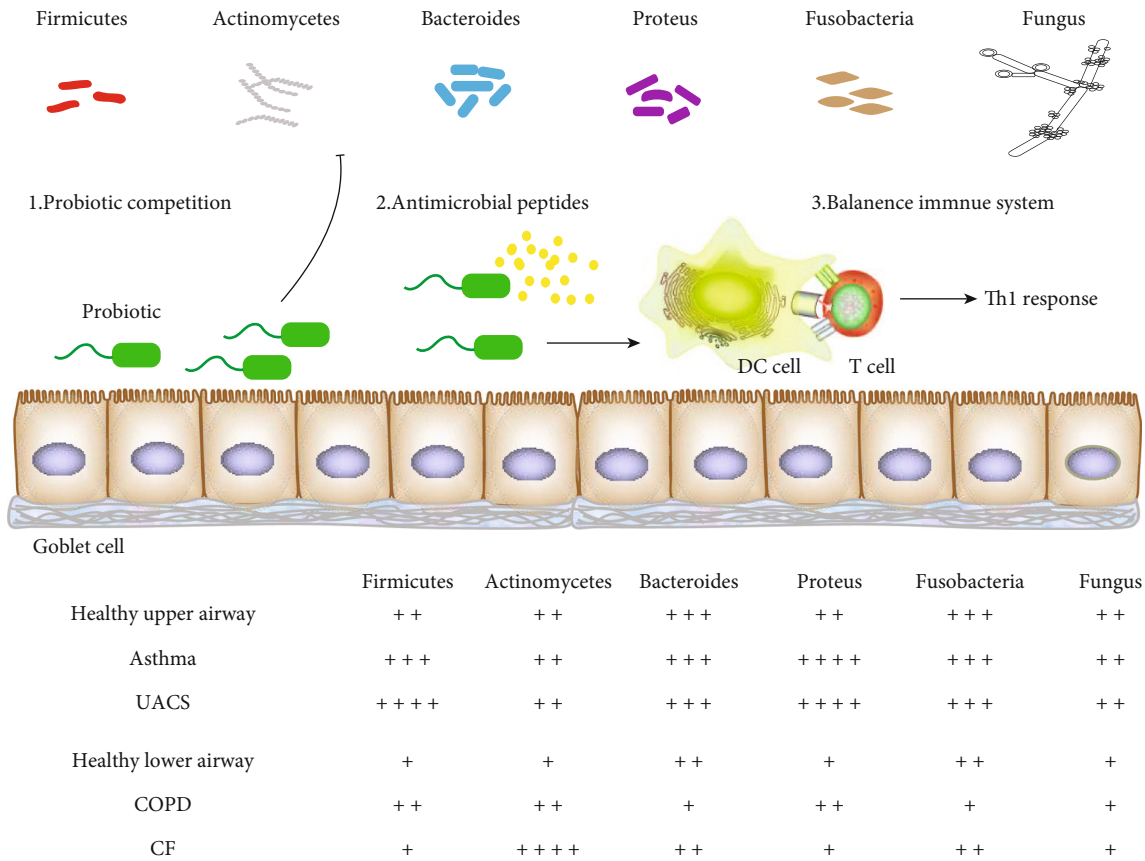 Firmicutes Actinomycetes Bacteroides Proteus Fusobacteria Fungus
1.Probiotic competition 2.Antimicrobial peptides 3.Balanence immnue system
Probiotic
Th1 response
DC cell T cell
Goblet cell
Firmicutes Actinomycetes Bacteroides Proteus Fusobacteria Fungus
Healthy upper airway + + + + + + + + + + + + + +
Asthma + + + + + + + + + + + + + + + + +
UACS + + + + + + + + + + + + + + + + + +
Healthy lower airway + + + + + + + +
COPD + + + + + + + + +
CF + + + + + + + + + + +